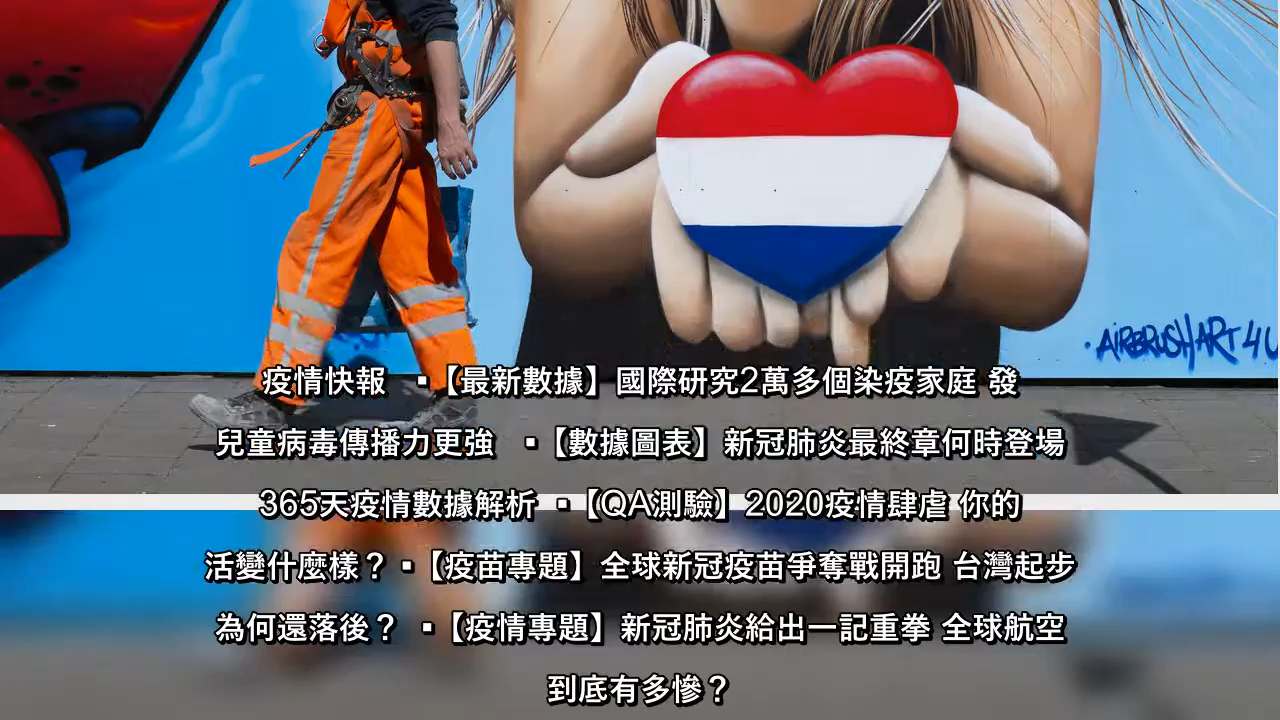 AIRBRUSHART4U
疫情快報 ▪【最新數據】國際研究2萬多個染疫家庭 發
兒童病毒傳播力更強 ▪【數據圖表】新冠肺炎最終章何時登場
365天疫情數據解析 ▪【QA測驗】2020疫情肆虐 你的
活變什麼樣？▪【疫苗專題】全球新冠疫苗爭奪戰開跑 台灣起步
為何還落後？ ▪【疫情專題】新冠肺炎給出一記重拳 全球航空
到底有多慘？